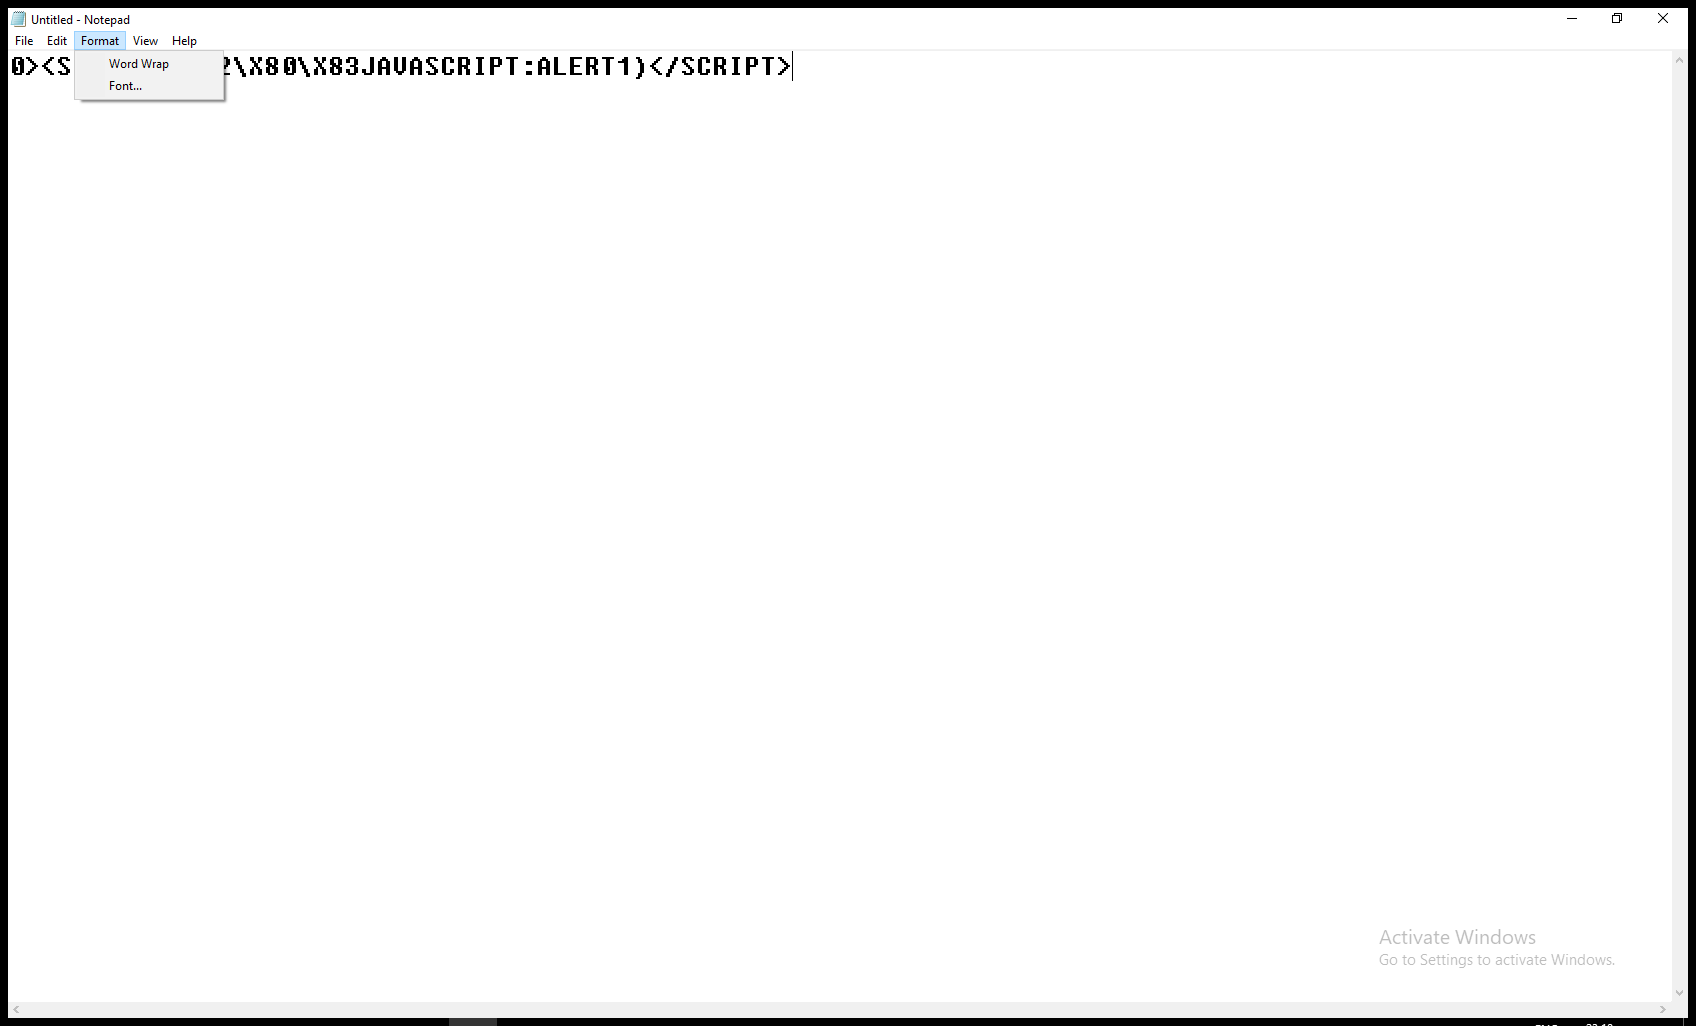 Untitled - Notepad
File Edit Format View Help
0><S 2\X80\X83JAVASCRIPT:ALERT1)</SCRIPT>
Word Wrap
Font...
Activate Windows
Go to Settings to activate Windows.